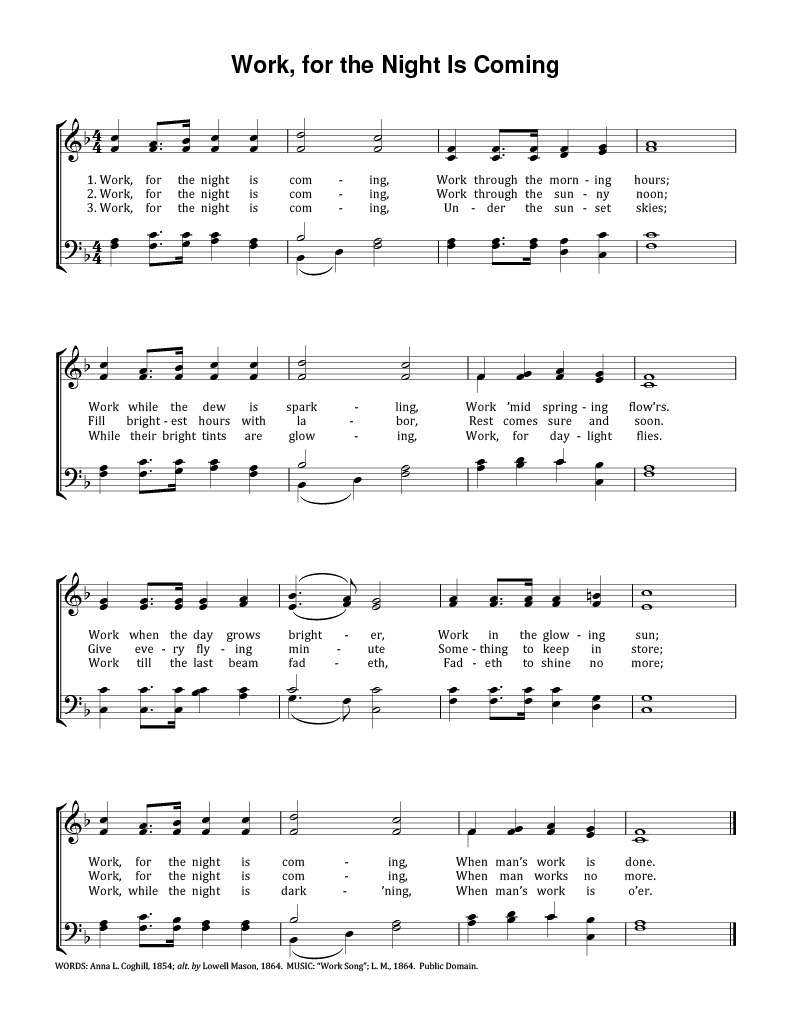 Work, for the Night Is Coming
4
4
1. Work, for the night is com - ing, Work through the morn - ing hours;
2. Work, for the night is com - ing, Work through the sun - ny noon;
3. Work, for the night is com - ing, Un - der the sun - set skies;
4
4
Work while the dew is spark - ling, Work ’mid spring - ing flow’rs.
Fill bright - est hours with la - bor, Rest comes sure and soon.
While their bright tints are glow - ing, Work, for day - light flies.
Work when the day grows bright - er, Work in the glow - ing sun;
Give eve - ry fly - ing min - ute Some - thing to keep in store;
Work till the last beam fad - eth, Fad - eth to shine no more;
Work, for the night is com - ing, When man’s work is done.
Work, for the night is com - ing, When man works no more.
Work, while the night is dark - ’ning, When man’s work is o’er.
WORDS: Anna L. Coghill, 1854; alt. by Lowell Mason, 1864. MUSIC: “Work Song”; L. M., 1864. Public Domain.